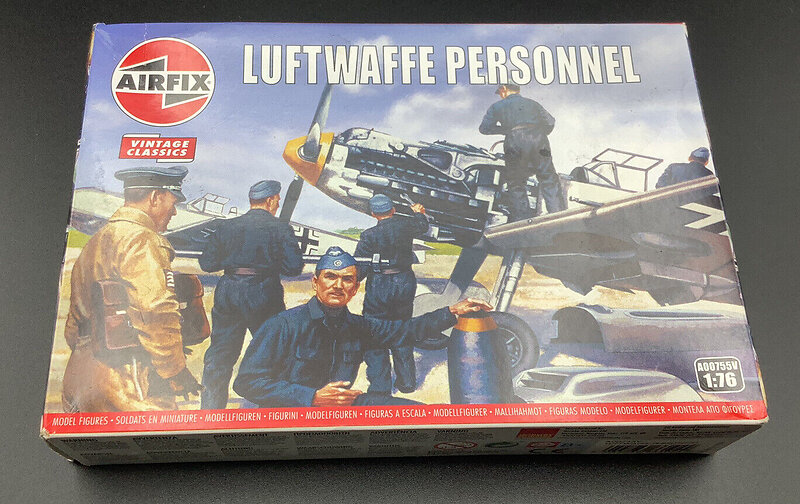 LUFTWAFFE PERSONNEL
AIRFIX
VINTAGE
CLASSICS
A00755V
1:76
MODEL FIGURES • SOLDATS EN MINIATURE • MODELLFIGUREN • FIGURINI • MODELFIGUREN • FIGURAS A ESCALA • MODELLFIGURER • MALLIHAHMOT • FIGURAS MODELO • MODELFIGURER • ΜΟΝΤΕΛΑ ΑΠΟ ΦΙΓΟΥΡΕΣ